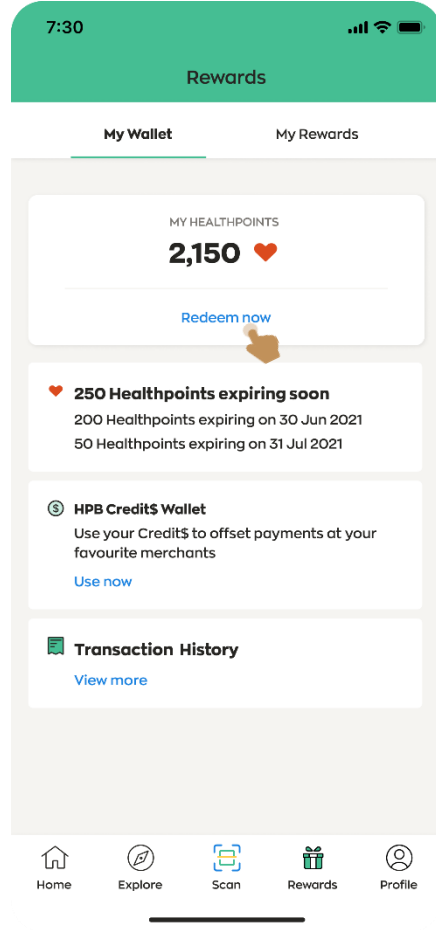 7:30
Rewards
My Wallet
My Rewards
MY HEALTHPOINTS
2,150
Redeem now
250 Healthpoints expiring soon
200 Healthpoints expiring on 30 Jun 2021
50 Healthpoints expiring on 31 Jul 2021
$ HPB Credit$ Wallet
Use your Credit$ to offset payments at your
favourite merchants
Use now
Transaction History
View more
Home
Explore
Scan
Rewards
Profile